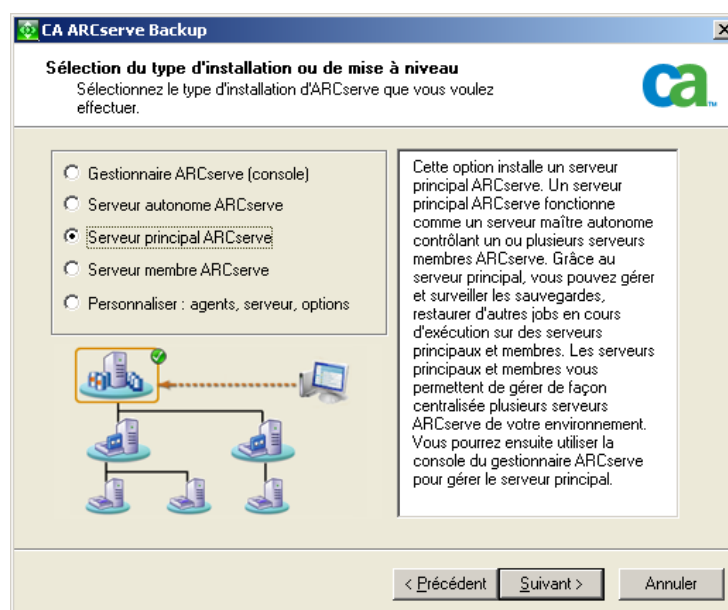 CA ARCserve Backup
Sélection du type d'installation ou de mise à niveau
Sélectionnez le type d'installation d'ARCserve que vous voulez
effectuer.
ca
TM
Gestionnaire ARCserve (console)
Serveur autonome ARCserve
Serveur principal ARCserve
Serveur membre ARCserve
Personnaliser : agents, serveur, options
Cette option installe un serveur
principal ARCserve. Un serveur
principal ARCserve fonctionne
comme un serveur maître autonome
contrôlant un ou plusieurs serveurs
membres ARCserve. Grâce au
serveur principal, vous pouvez gérer
et surveiller les sauvegardes,
restaurer d'autres jobs en cours
d'exécution sur des serveurs
principaux et membres. Les serveurs
principaux et membres vous
permettent de gérer de façon
centralisée plusieurs serveurs
ARCserve de votre environnement.
Vous pourrez ensuite utiliser la
console du gestionnaire ARCserve
pour gérer le serveur principal.
< Précédent
Suivant >
Annuler